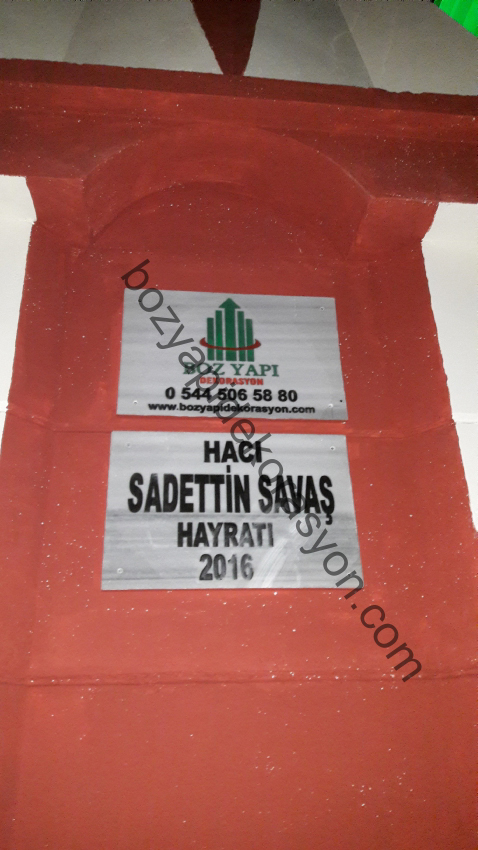 BOZ YAPI
DEKORASYON
0 544 506 58 80
www.bozyapidekorasyon.com
HACI
SADETTİN SAVAŞ
HAYRATI
2016
bozyapidekorasyon.com